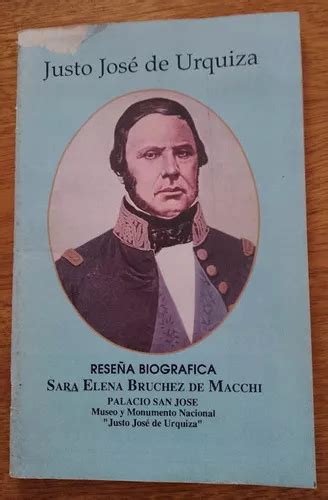 Justo José de Urquiza
RESEÑA BIOGRAFICA
SARA ELENA BRUCHEZ DE MACCHI
PALACIO SAN JOSE
Museo y Monumento Nacional
"Justo José de Urquiza"